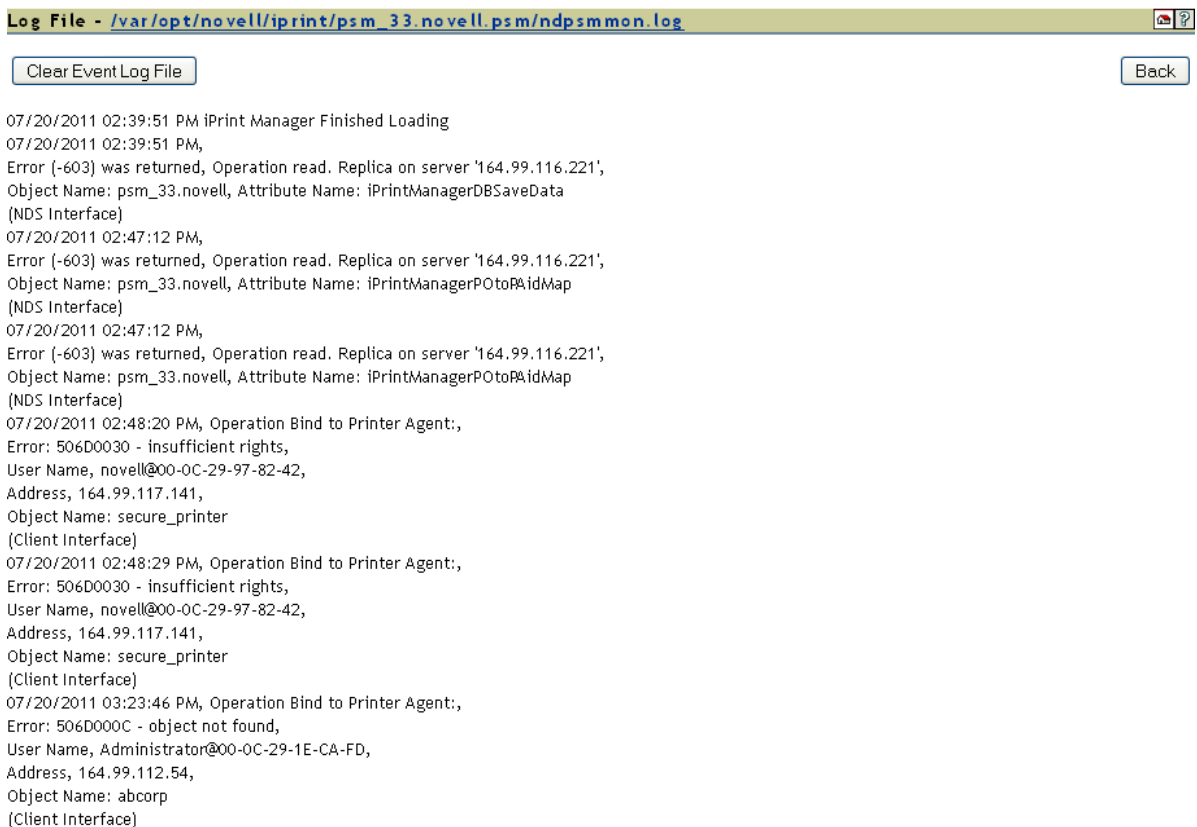 Log File - /var/opt/novell/iprint/psm_33.novell.psm/ndpsmmon.log
?
Clear Event Log File
Back
07/20/2011 02:39:51 PM iPrint Manager Finished Loading
07/20/2011 02:39:51 PM,
Error (-603) was returned, Operation read. Replica on server '164.99.116.221',
Object Name: psm_33.novell, Attribute Name: iPrintManagerDBSaveData
(NDS Interface)
07/20/2011 02:47:12 PM,
Error (-603) was returned, Operation read. Replica on server '164.99.116.221',
Object Name: psm_33.novell, Attribute Name: iPrintManagerPOtoPAidMap
(NDS Interface)
07/20/2011 02:47:12 PM,
Error (-603) was returned, Operation read. Replica on server '164.99.116.221',
Object Name: psm_33.novell, Attribute Name: iPrintManagerPOtoPAidMap
(NDS Interface)
07/20/2011 02:48:20 PM, Operation Bind to Printer Agent:,
Error: 506D0030 - insufficient rights,
User Name, novell@00-0C-29-97-82-42,
Address, 164.99.117.141,
Object Name: secure_printer
(Client Interface)
07/20/2011 02:48:29 PM, Operation Bind to Printer Agent:,
Error: 506D0030 - insufficient rights,
User Name, novell@00-0C-29-97-82-42,
Address, 164.99.117.141,
Object Name: secure_printer
(Client Interface)
07/20/2011 03:23:46 PM, Operation Bind to Printer Agent:,
Error: 506D000C - object not found,
User Name, Administrator@00-0C-29-1E-CA-FD,
Address, 164.99.112.54,
Object Name: abcorp
(Client Interface)